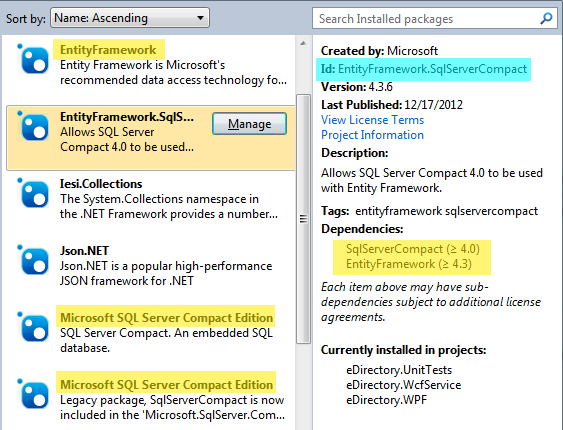 Sort by: Name: Ascending
Search Installed packages
EntityFramework
Entity Framework is Microsoft's
recommended data access technology fo...
EntityFramework.SqlS...
Allows SQL Server
Compact 4.0 to be used...
Manage
Iesi.Collections
The System.Collections namespace in
the .NET Framework provides a number...
Json.NET
Json.NET is a popular high-performance
JSON framework for .NET
Microsoft SQL Server Compact Edition
SQL Server Compact. An embedded SQL
database.
Microsoft SQL Server Compact Edition
Legacy package, SqlServerCompact is now
included in the 'Microsoft.SqlServer.Com...
Created by: Microsoft
Id: EntityFramework.SqlServerCompact
Version: 4.3.6
Last Published: 12/17/2012
View License Terms
Project Information
Description:
Allows SQL Server Compact 4.0 to be used
with Entity Framework.
Tags: entityframework sqlservercompact
Dependencies:
SqlServerCompact (≥ 4.0)
EntityFramework (≥ 4.3)
Each item above may have sub-
dependencies subject to additional license
agreements.
Currently installed in projects:
eDirectory.UnitTests
eDirectory.WcfService
eDirectory.WPF